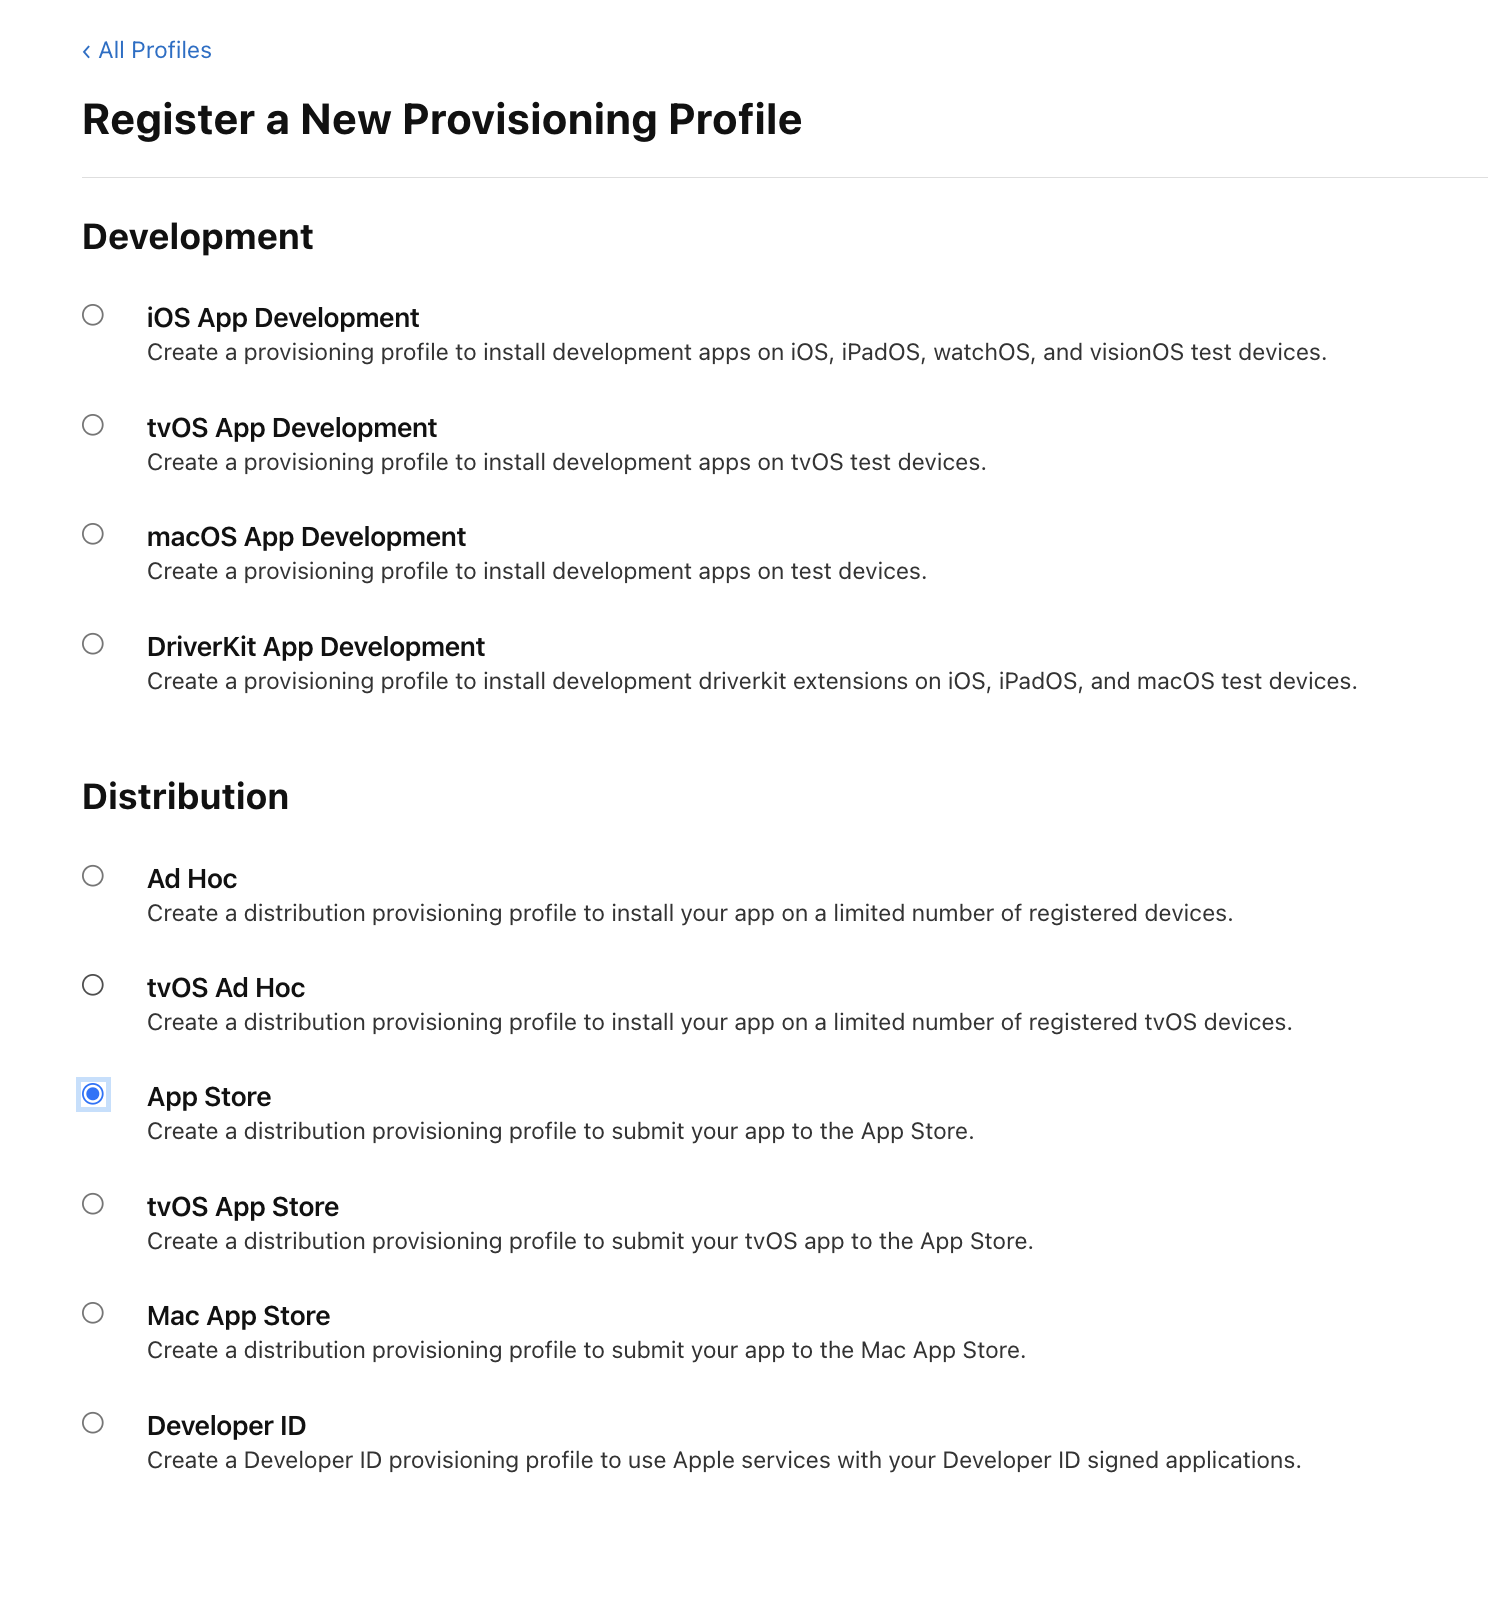 ‹ All Profiles
Register a New Provisioning Profile
Development
iOS App Development
Create a provisioning profile to install development apps on iOS, iPadOS, watchOS, and visionOS test devices.
tvOS App Development
Create a provisioning profile to install development apps on tvOS test devices.
macOS App Development
Create a provisioning profile to install development apps on test devices.
DriverKit App Development
Create a provisioning profile to install development driverkit extensions on iOS, iPadOS, and macOS test devices.
Distribution
Ad Hoc
Create a distribution provisioning profile to install your app on a limited number of registered devices.
tvOS Ad Hoc
Create a distribution provisioning profile to install your app on a limited number of registered tvOS devices.
App Store
Create a distribution provisioning profile to submit your app to the App Store.
tvOS App Store
Create a distribution provisioning profile to submit your tvOS app to the App Store.
Mac App Store
Create a distribution provisioning profile to submit your app to the Mac App Store.
Developer ID
Create a Developer ID provisioning profile to use Apple services with your Developer ID signed applications.